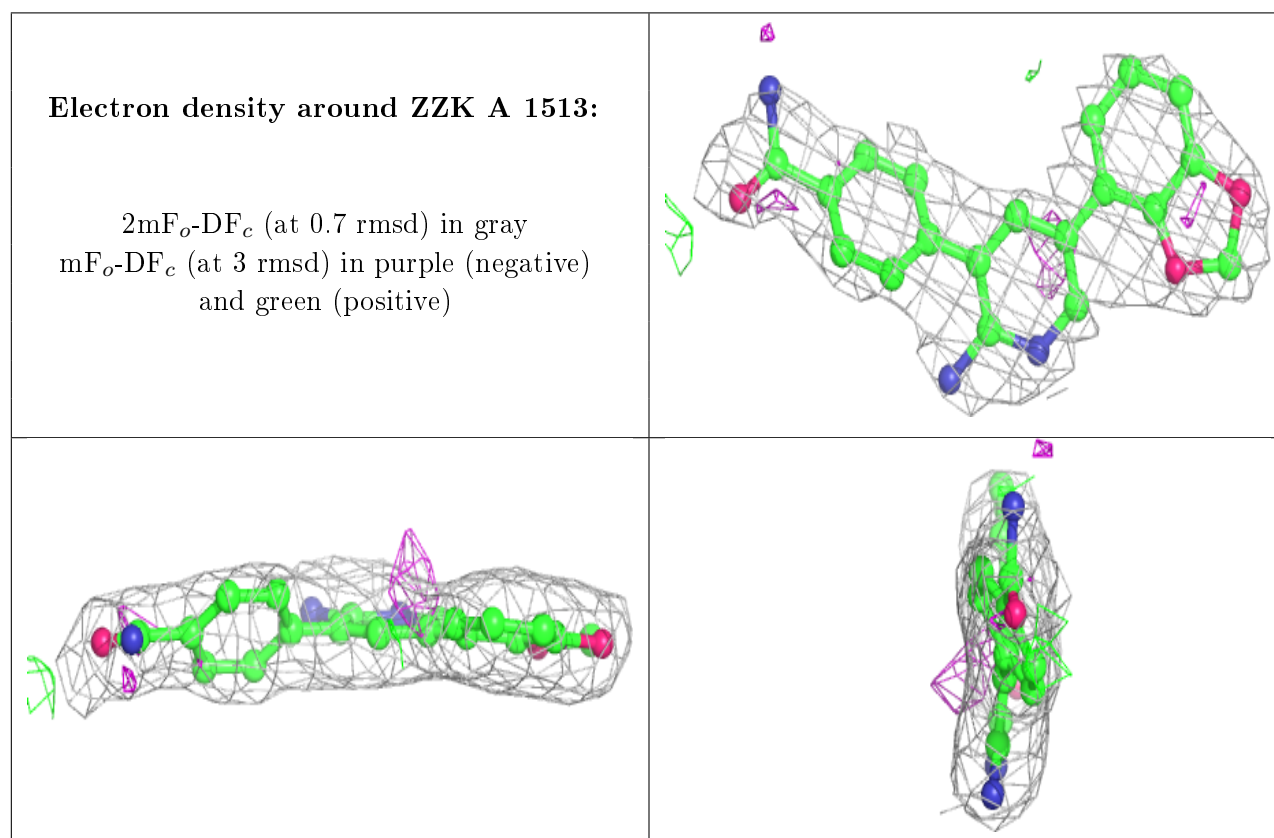 Electron density around ZZK A 1513:
2mFo-DFc (at 0.7 rmsd) in gray
mFo-DFc (at 3 rmsd) in purple (negative)
and green (positive)